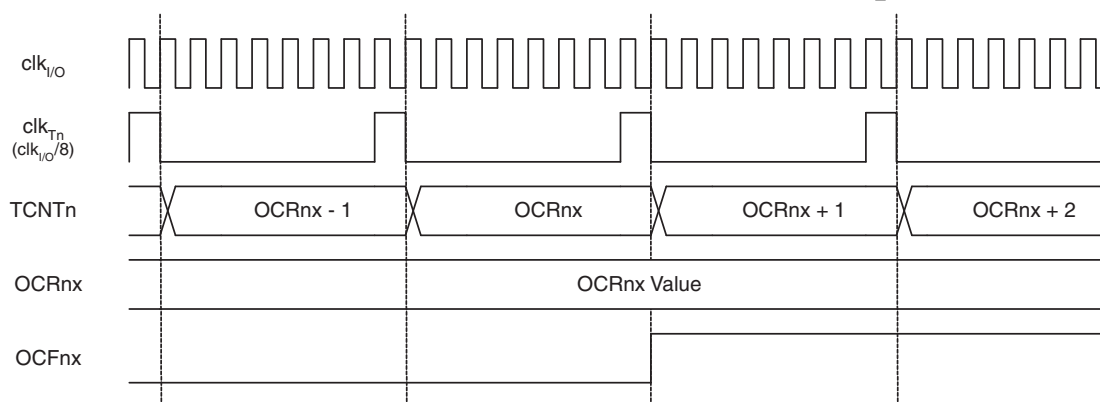 clkI/O
clkTn
(clkI/O/8)
TCNTn OCRnx - 1 OCRnx OCRnx + 1 OCRnx + 2
OCRnx OCRnx Value
OCFnx